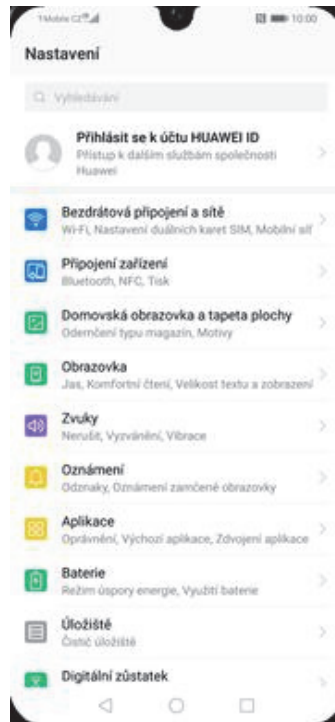 T-Mobile CZ
10:00
Nastavení
Vyhledávání
Přihlásit se k účtu HUAWEI ID
Přístup k dalším službám společnosti
Huawei
Bezdrátová připojení a sítě
Wi-Fi, Nastavení duálních karet SIM, Mobilní síť
Připojení zařízení
Bluetooth, NFC, Tisk
Domovská obrazovka a tapeta plochy
Odemčení typu magazín, Motivy
Obrazovka
Jas, Komfortní čtení, Velikost textu a zobrazení
Zvuky
Nerušit, Vyzvánění, Vibrace
Oznámení
Odznaky, Oznámení zamčené obrazovky
Aplikace
Oprávnění, Výchozí aplikace, Zdvojení aplikace
Baterie
Režim úspory energie, Využití baterie
Úložiště
Čistič úložiště
Digitální zůstatek